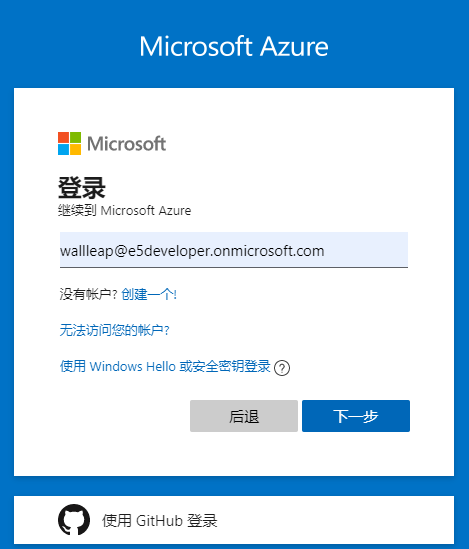 Microsoft Azure
Microsoft
登录
继续到 Microsoft Azure
wallleap@e5developer.onmicrosoft.com
没有帐户? 创建一个!
无法访问您的帐户?
使用 Windows Hello 或安全密钥登录 ?
后退 下一步
使用 GitHub 登录